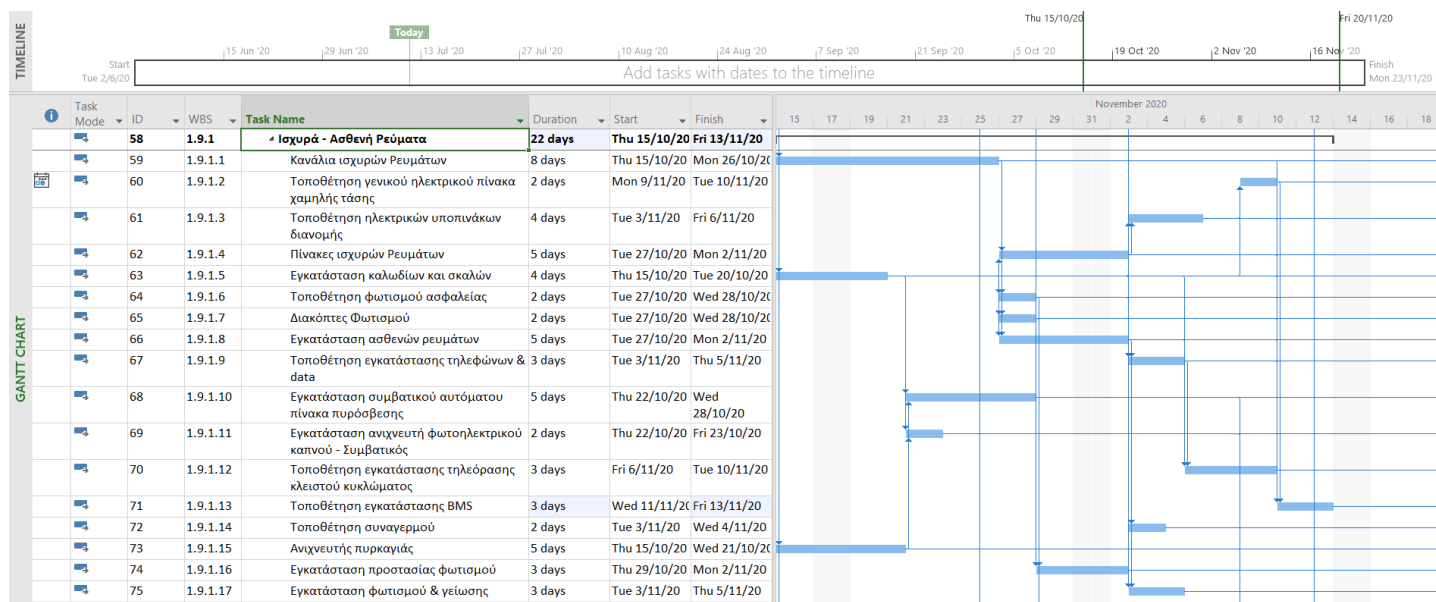 Thu 15/10/20 Fri 20/11/20
Today
15 Jun '20 29 Jun '20 13 Jul '20 27 Jul '20 10 Aug '20 24 Aug '20 7 Sep '20 21 Sep '20 5 Oct '20 19 Oct '20 2 Nov '20 16 Nov '20
TIMELINE
Start
Tue 2/6/20
Add tasks with dates to the timeline
Finish
Mon 23/11/20
Task Mode ID WBS Task Name Duration Start Finish
November 2020
15 17 19 21 23 25 27 29 31 2 4 6 8 10 12 14 16 18
GANTT CHART
58 1.9.1 Ισχυρά - Ασθενή Ρεύματα 22 days Thu 15/10/20 Fri 13/11/20
59 1.9.1.1 Κανάλια ισχυρών Ρευμάτων 8 days Thu 15/10/20 Mon 26/10/20
60 1.9.1.2 Τοποθέτηση γενικού ηλεκτρικού πίνακα 2 days Mon 9/11/20 Tue 10/11/20
χαμηλής τάσης
61 1.9.1.3 Τοποθέτηση ηλεκτρικών υποπινάκων 4 days Tue 3/11/20 Fri 6/11/20
διανομής
62 1.9.1.4 Πίνακες ισχυρών Ρευμάτων 5 days Tue 27/10/20 Mon 2/11/20
63 1.9.1.5 Εγκατάσταση καλωδίων και σκαλών 4 days Thu 15/10/20 Tue 20/10/20
64 1.9.1.6 Τοποθέτηση φωτισμού ασφαλείας 2 days Tue 27/10/20 Wed 28/10/20
65 1.9.1.7 Διακόπτες Φωτισμού 2 days Tue 27/10/20 Wed 28/10/20
66 1.9.1.8 Εγκατάσταση ασθενών ρευμάτων 5 days Tue 27/10/20 Mon 2/11/20
67 1.9.1.9 Τοποθέτηση εγκατάστασης τηλεφώνων & 3 days Tue 3/11/20 Thu 5/11/20
data
68 1.9.1.10 Εγκατάσταση συμβατικού αυτόματου 5 days Thu 22/10/20 Wed
πίνακα πυρόσβεσης 28/10/20
69 1.9.1.11 Εγκατάσταση ανιχνευτή φωτοηλεκτρικού 2 days Thu 22/10/20 Fri 23/10/20
καπνού - Συμβατικός
70 1.9.1.12 Τοποθέτηση εγκατάστασης τηλεόρασης 3 days Fri 6/11/20 Tue 10/11/20
κλειστού κυκλώματος
71 1.9.1.13 Τοποθέτηση εγκατάστασης BMS 3 days Wed 11/11/20 Fri 13/11/20
72 1.9.1.14 Τοποθέτηση συναγερμού 2 days Tue 3/11/20 Wed 4/11/20
73 1.9.1.15 Ανιχνευτής πυρκαγιάς 5 days Thu 15/10/20 Wed 21/10/20
74 1.9.1.16 Εγκατάσταση προστασίας φωτισμού 3 days Thu 29/10/20 Mon 2/11/20
75 1.9.1.17 Εγκατάσταση φωτισμού & γείωσης 3 days Tue 3/11/20 Thu 5/11/20